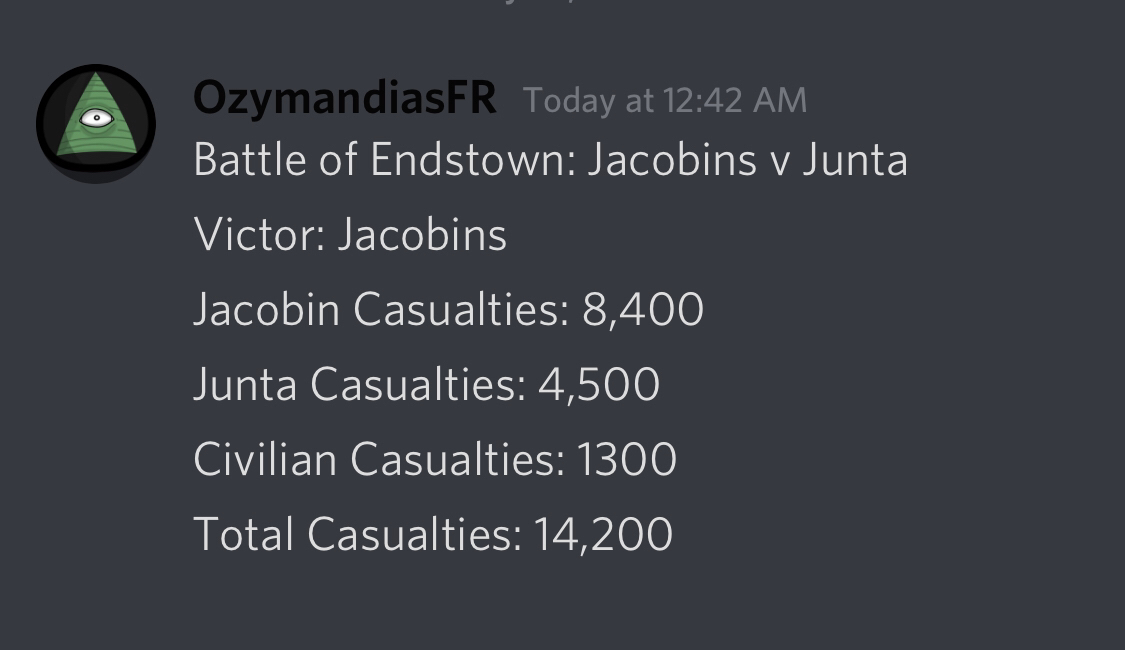 OzymandiasFR Today at 12:42 AM
Battle of Endstown: Jacobins v Junta
Victor: Jacobins
Jacobin Casualties: 8,400
Junta Casualties: 4,500
Civilian Casualties: 1300
Total Casualties: 14,200